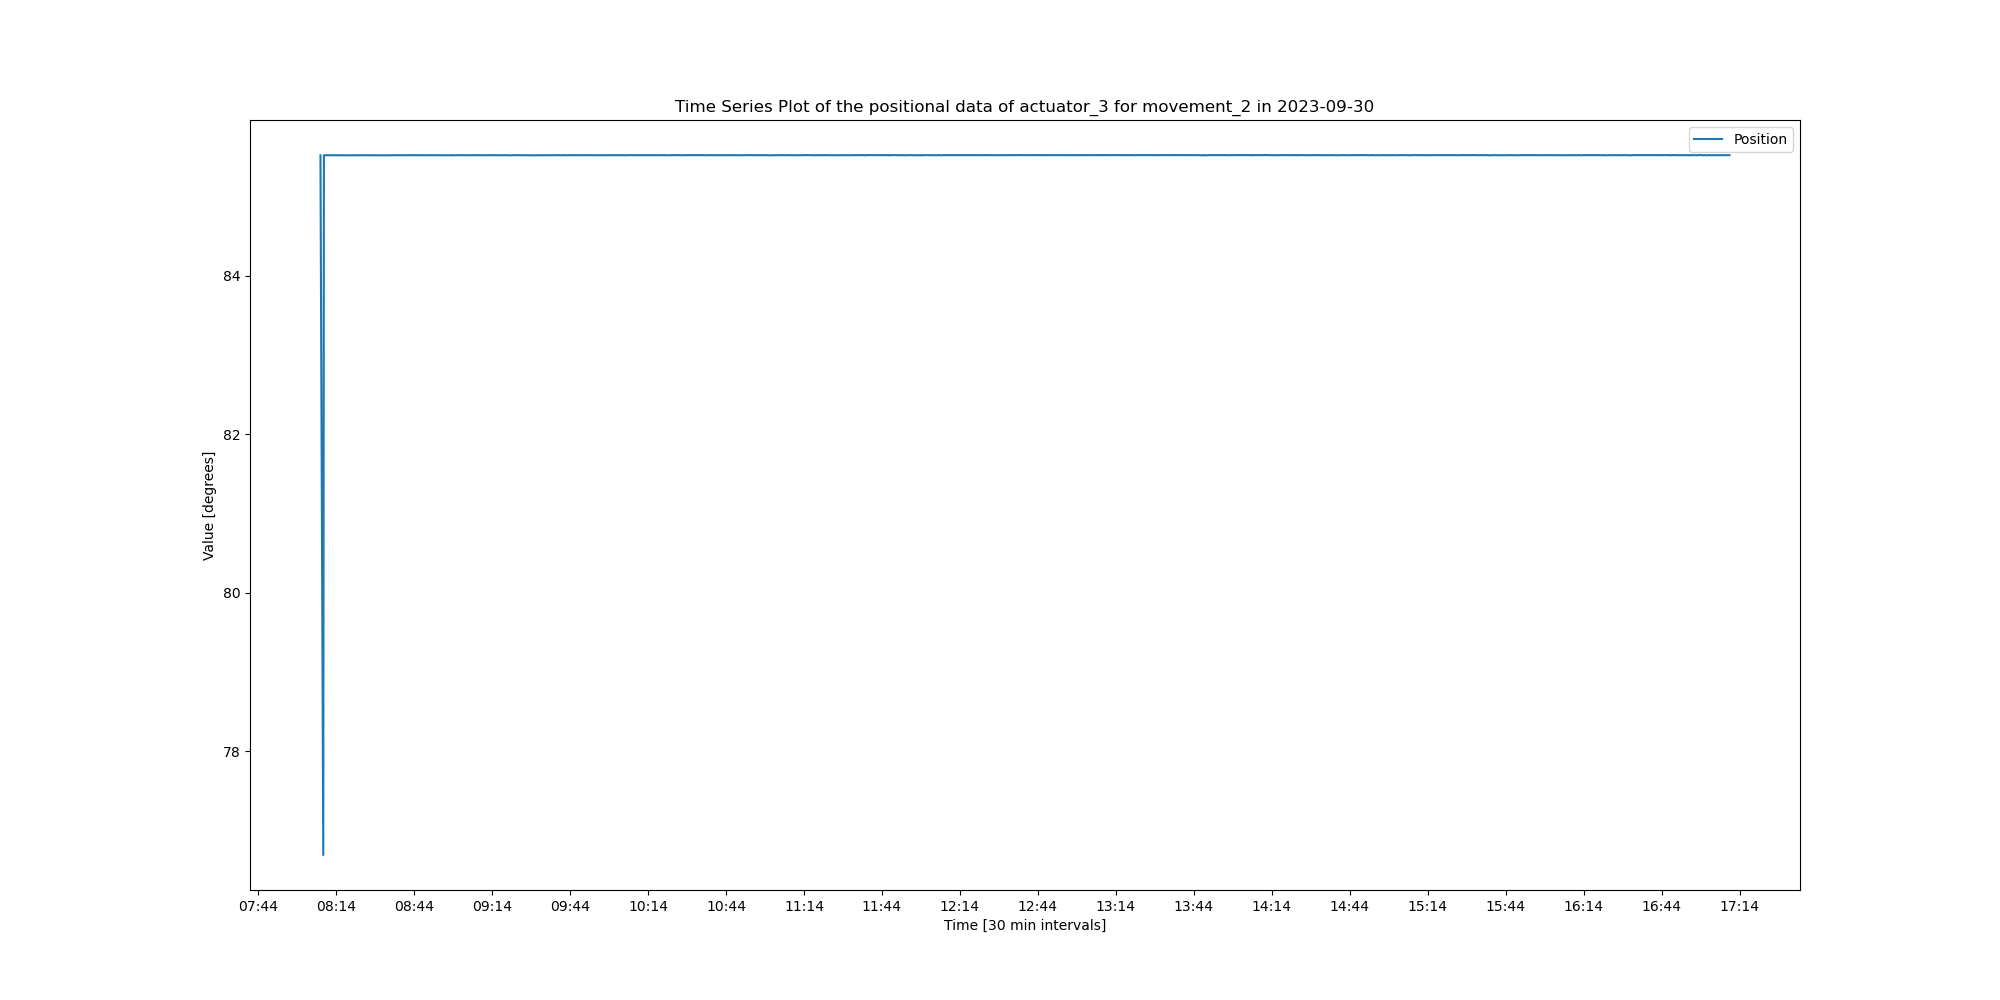 Time Series Plot of the positional data of actuator_3 for movement_2 in 2023-09-30
Position
84
82
80
78
Value [degrees]
07:44 08:14 08:44 09:14 09:44 10:14 10:44 11:14 11:44 12:14 12:44 13:14 13:44 14:14 14:44 15:14 15:44 16:14 16:44 17:14
Time [30 min intervals]